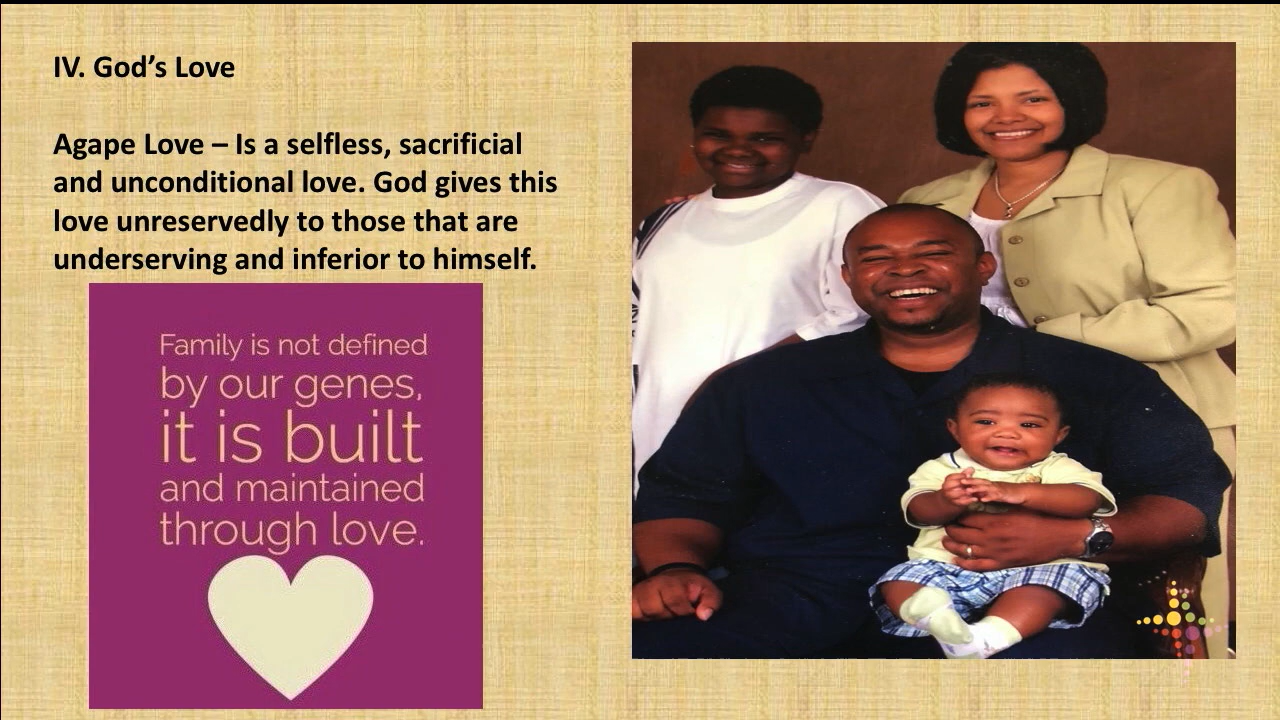 IV. God’s Love
Agape Love – Is a selfless, sacrificial
and unconditional love. God gives this
love unreservedly to those that are
underserving and inferior to himself.
Family is not defined
by our genes,
it is built
and maintained
through love.